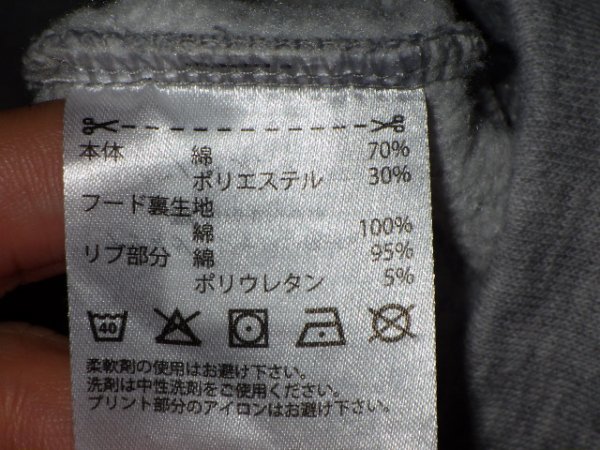 本体 綿 70%
ポリエステル 30%
フード裏生地
綿 100%
リブ部分 綿 95%
ポリウレタン 5%
40
柔軟剤の使用はお避け下さい。
洗剤は中性洗剤をご使用ください。
プリント部分のアイロンはお避け下さい。